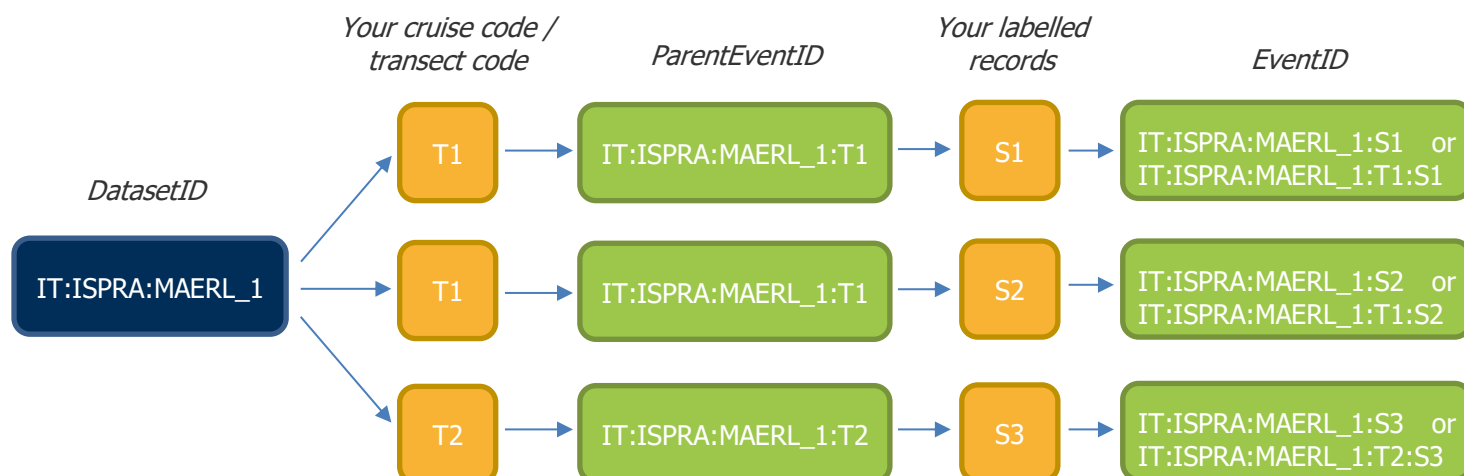 Your cruise code /
transect code
ParentEventID
Your labelled
records
EventID
DatasetID
IT:ISPRA:MAERL_1
T1
IT:ISPRA:MAERL_1:T1
S1
IT:ISPRA:MAERL_1:S1 or
IT:ISPRA:MAERL_1:T1:S1
T1
IT:ISPRA:MAERL_1:T1
S2
IT:ISPRA:MAERL_1:S2 or
IT:ISPRA:MAERL_1:T1:S2
T2
IT:ISPRA:MAERL_1:T2
S3
IT:ISPRA:MAERL_1:S3 or
IT:ISPRA:MAERL_1:T2:S3